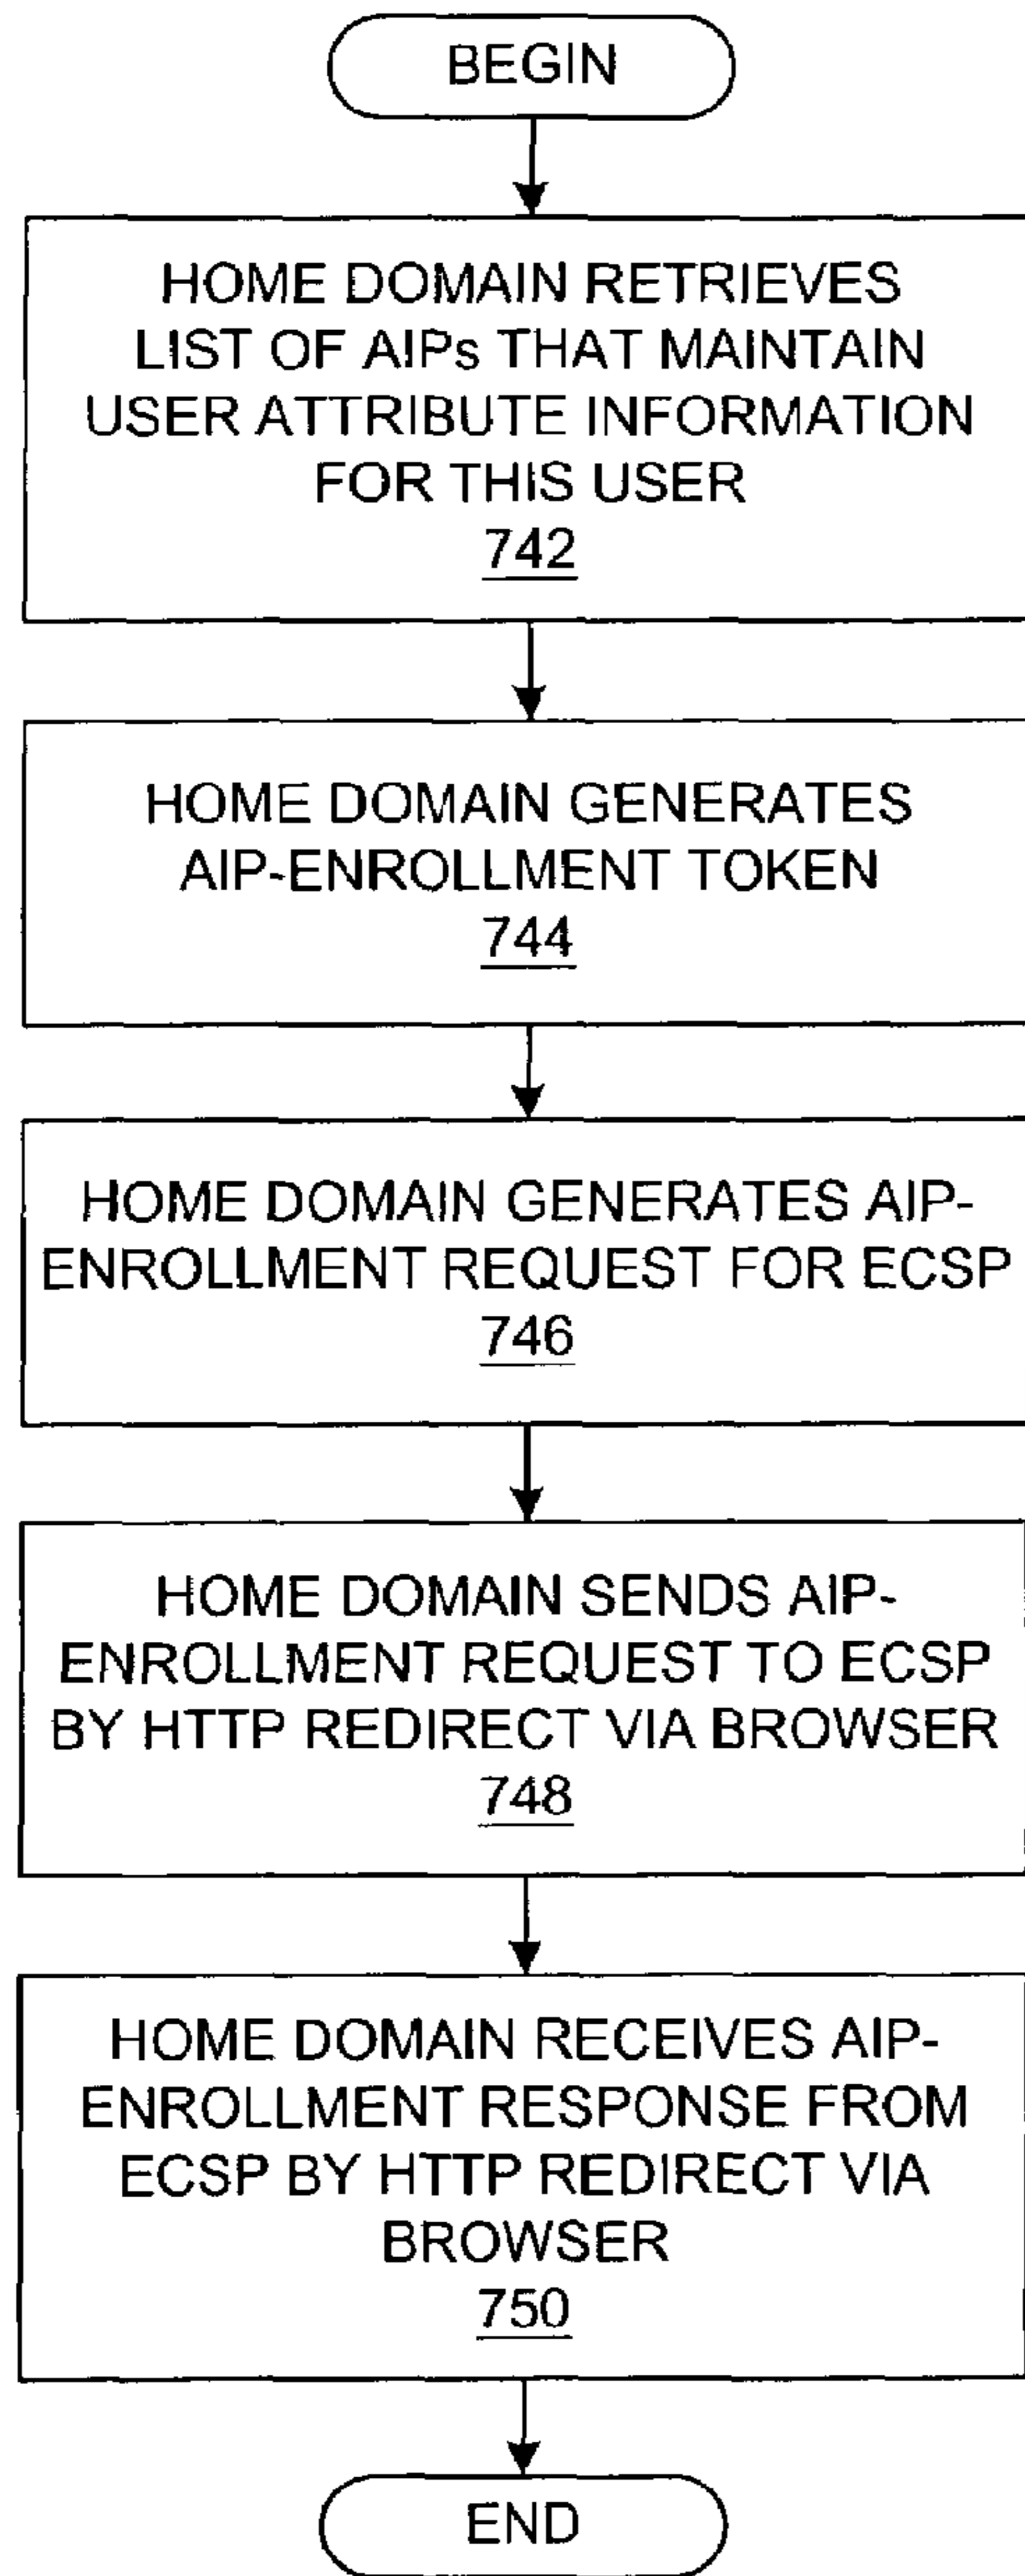 BEGIN
HOME DOMAIN RETRIEVES
LIST OF AIPs THAT MAINTAIN
USER ATTRIBUTE INFORMATION
FOR THIS USER
742
HOME DOMAIN GENERATES
AIP-ENROLLMENT TOKEN
744
HOME DOMAIN GENERATES AIP-
ENROLLMENT REQUEST FOR ECSP
746
HOME DOMAIN SENDS AIP-
ENROLLMENT REQUEST TO ECSP
BY HTTP REDIRECT VIA BROWSER
748
HOME DOMAIN RECEIVES AIP-
ENROLLMENT RESPONSE FROM
ECSP BY HTTP REDIRECT VIA
BROWSER
750
END